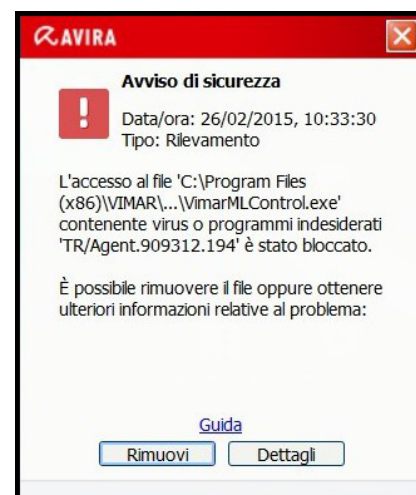 AVIRA
Avviso di sicurezza
Data/ora: 26/02/2015, 10:33:30
Tipo: Rilevamento
L'accesso al file 'C:\Program Files
(x86)\VIMAR\...\VimarMLControl.exe'
contenente virus o programmi indesiderati
'TR/Agent.909312.194' è stato bloccato.
È possibile rimuovere il file oppure ottenere
ulteriori informazioni relative al problema:
Guida
Rimuovi Dettagli